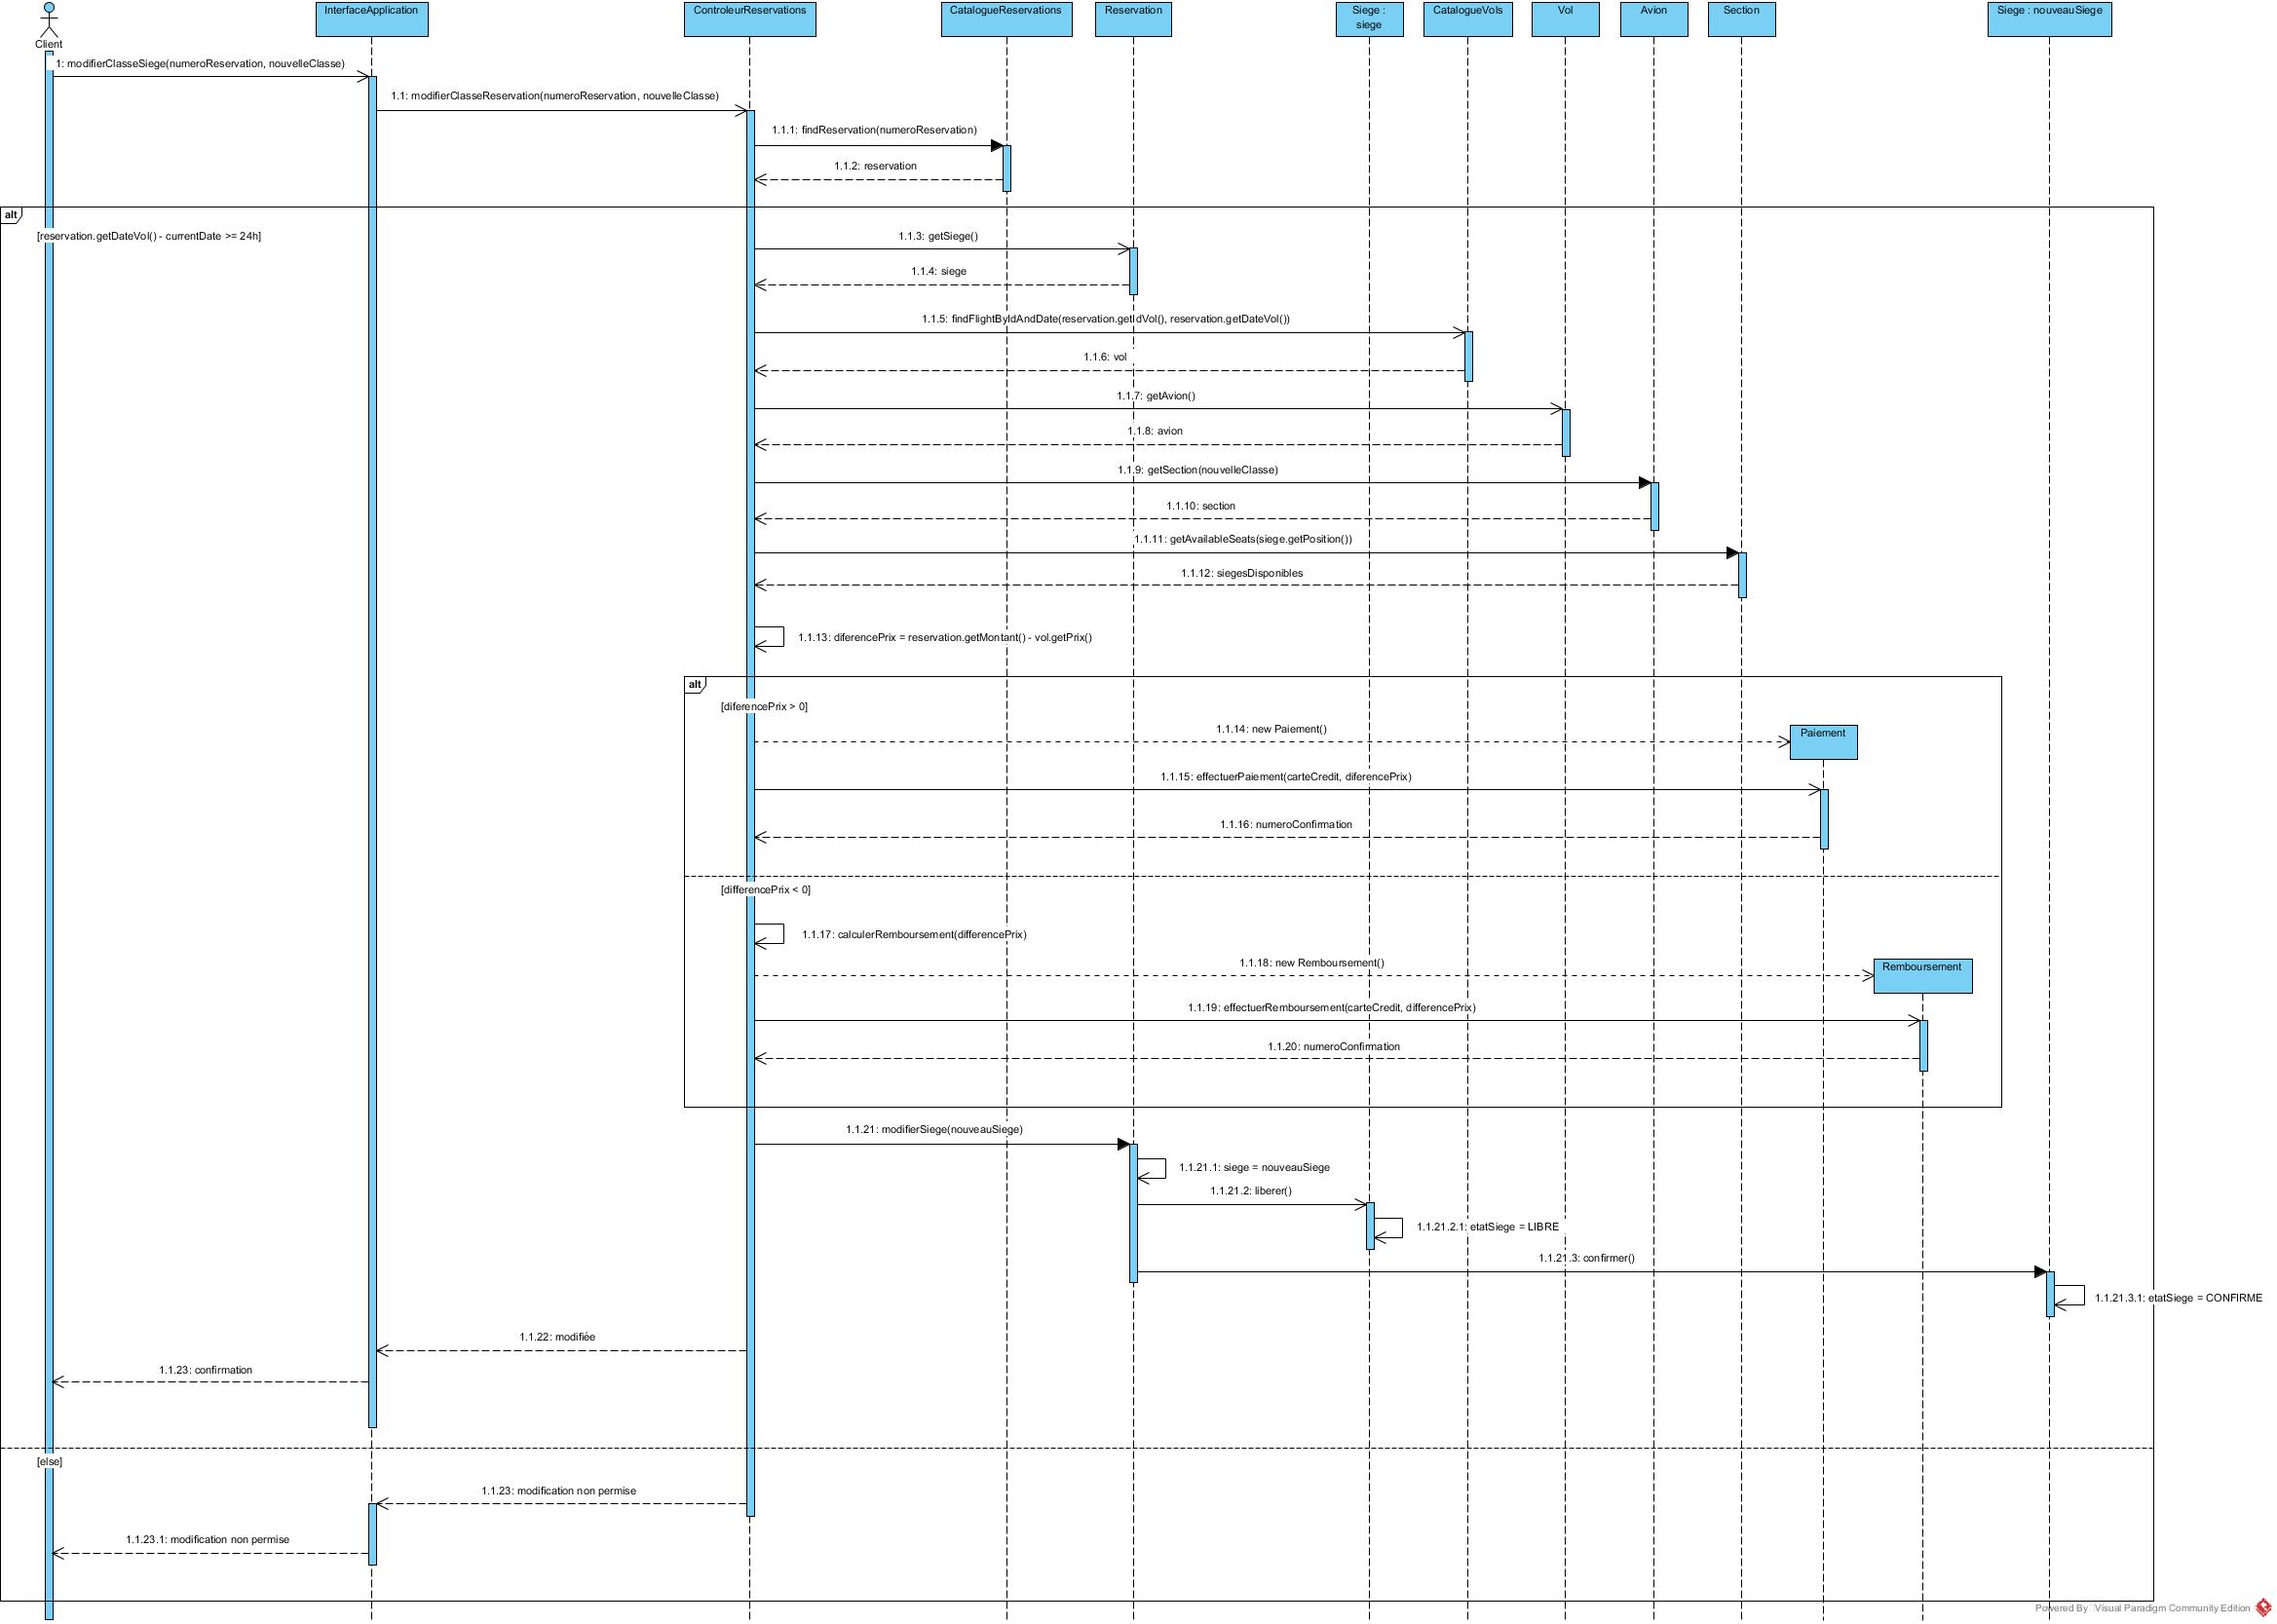 Client
InterfaceApplication
ControleurReservations
CatalogueReservations
Reservation
Siege :
siege
CatalogueVols
Vol
Avion
Section
Siege : nouveauSiege
1: modifierClasseSiege(numeroReservation, nouvelleClasse)
1.1: modifierClasseReservation(numeroReservation, nouvelleClasse)
1.1.1: findReservation(numeroReservation)
1.1.2: reservation
alt
[reservation.getDateVol() - currentDate >= 24h]
1.1.3: getSiege()
1.1.4: siege
1.1.5: findFlightByIdAndDate(reservation.getIdVol(), reservation.getDateVol())
1.1.6: vol
1.1.7: getAvion()
1.1.8: avion
1.1.9: getSection(nouvelleClasse)
1.1.10: section
1.1.11: getAvailableSeats(siege.getPosition())
1.1.12: siegesDisponibles
1.1.13: diferencePrix = reservation.getMontant() - vol.getPrix()
alt
[diferencePrix > 0]
1.1.14: new Paiement()
Paiement
1.1.15: effectuerPaiement(carteCredit, diferencePrix)
1.1.16: numeroConfirmation
[differencePrix < 0]
1.1.17: calculerRemboursement(differencePrix)
1.1.18: new Remboursement()
Remboursement
1.1.19: effectuerRemboursement(carteCredit, differencePrix)
1.1.20: numeroConfirmation
1.1.21: modifierSiege(nouveauSiege)
1.1.21.1: siege = nouveauSiege
1.1.21.2: liberer()
1.1.21.2.1: etatSiege = LIBRE
1.1.21.3: confirmer()
1.1.21.3.1: etatSiege = CONFIRME
1.1.22: modifiée
1.1.23: confirmation
[else]
1.1.23: modification non permise
1.1.23.1: modification non permise
Powered By Visual Paradigm Community Edition